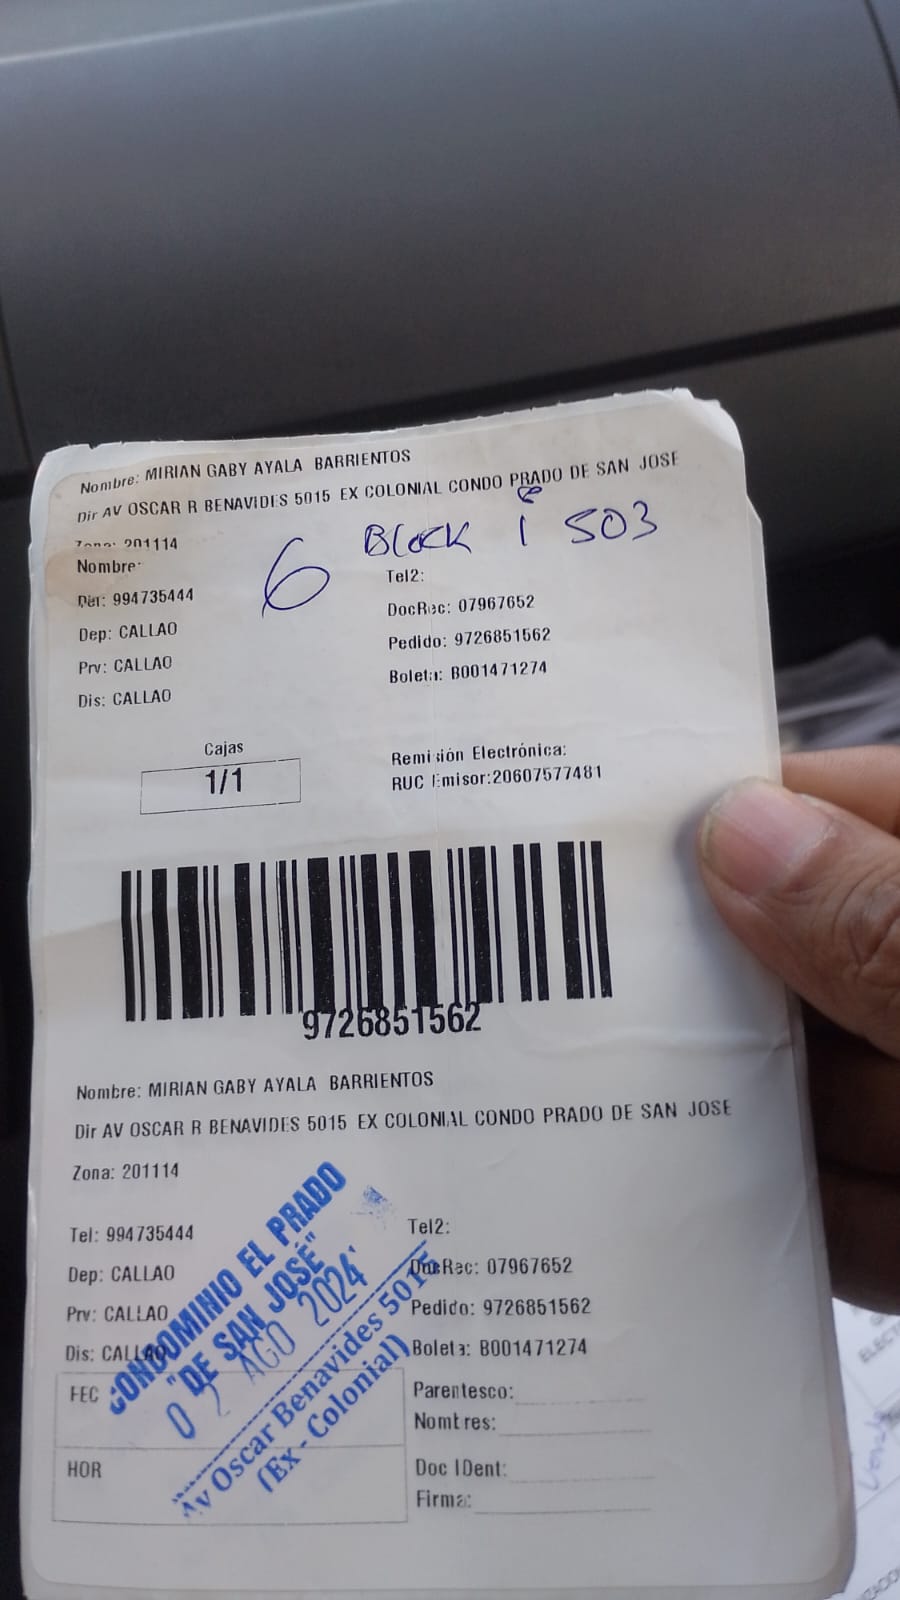 Nombre: MIRIAN GABY AYALA BARRIENTOS
Dir AV OSCAR R BENAVIDES 5015 EX COLONIAL CONDO PRADO DE SAN JOSE
Zona: 201114
6 Block i 503
Nombre:
Tel2:
994735444
DocRec: 07967652
Dep: CALLAO
Pedido: 9726851562
Prv: CALLAO
Boleta: B001471274
Dis: CALLAO
Cajas
1/1
Remisión Electrónica:
RUC Emisor:20607577481
9726851562
Nombre: MIRIAN GABY AYALA BARRIENTOS
Dir AV OSCAR R BENAVIDES 5015 EX COLONIAL CONDO PRADO DE SAN JOSE
Zona: 201114
Tel: 994735444
Tel2:
Dep: CALLAO
DocRec: 07967652
Prv: CALLAO
Pedido: 9726851562
Dis: CALLAO
Boleta: B001471274
FEC
Parentesco:
Nombres:
HOR
Doc IDent:
Firma:
CONDOMINIO EL PRADO
"DE SAN JOSÉ"
02 AGO 2024
Av Oscar Benavides 5015
(Ex - Colonial)